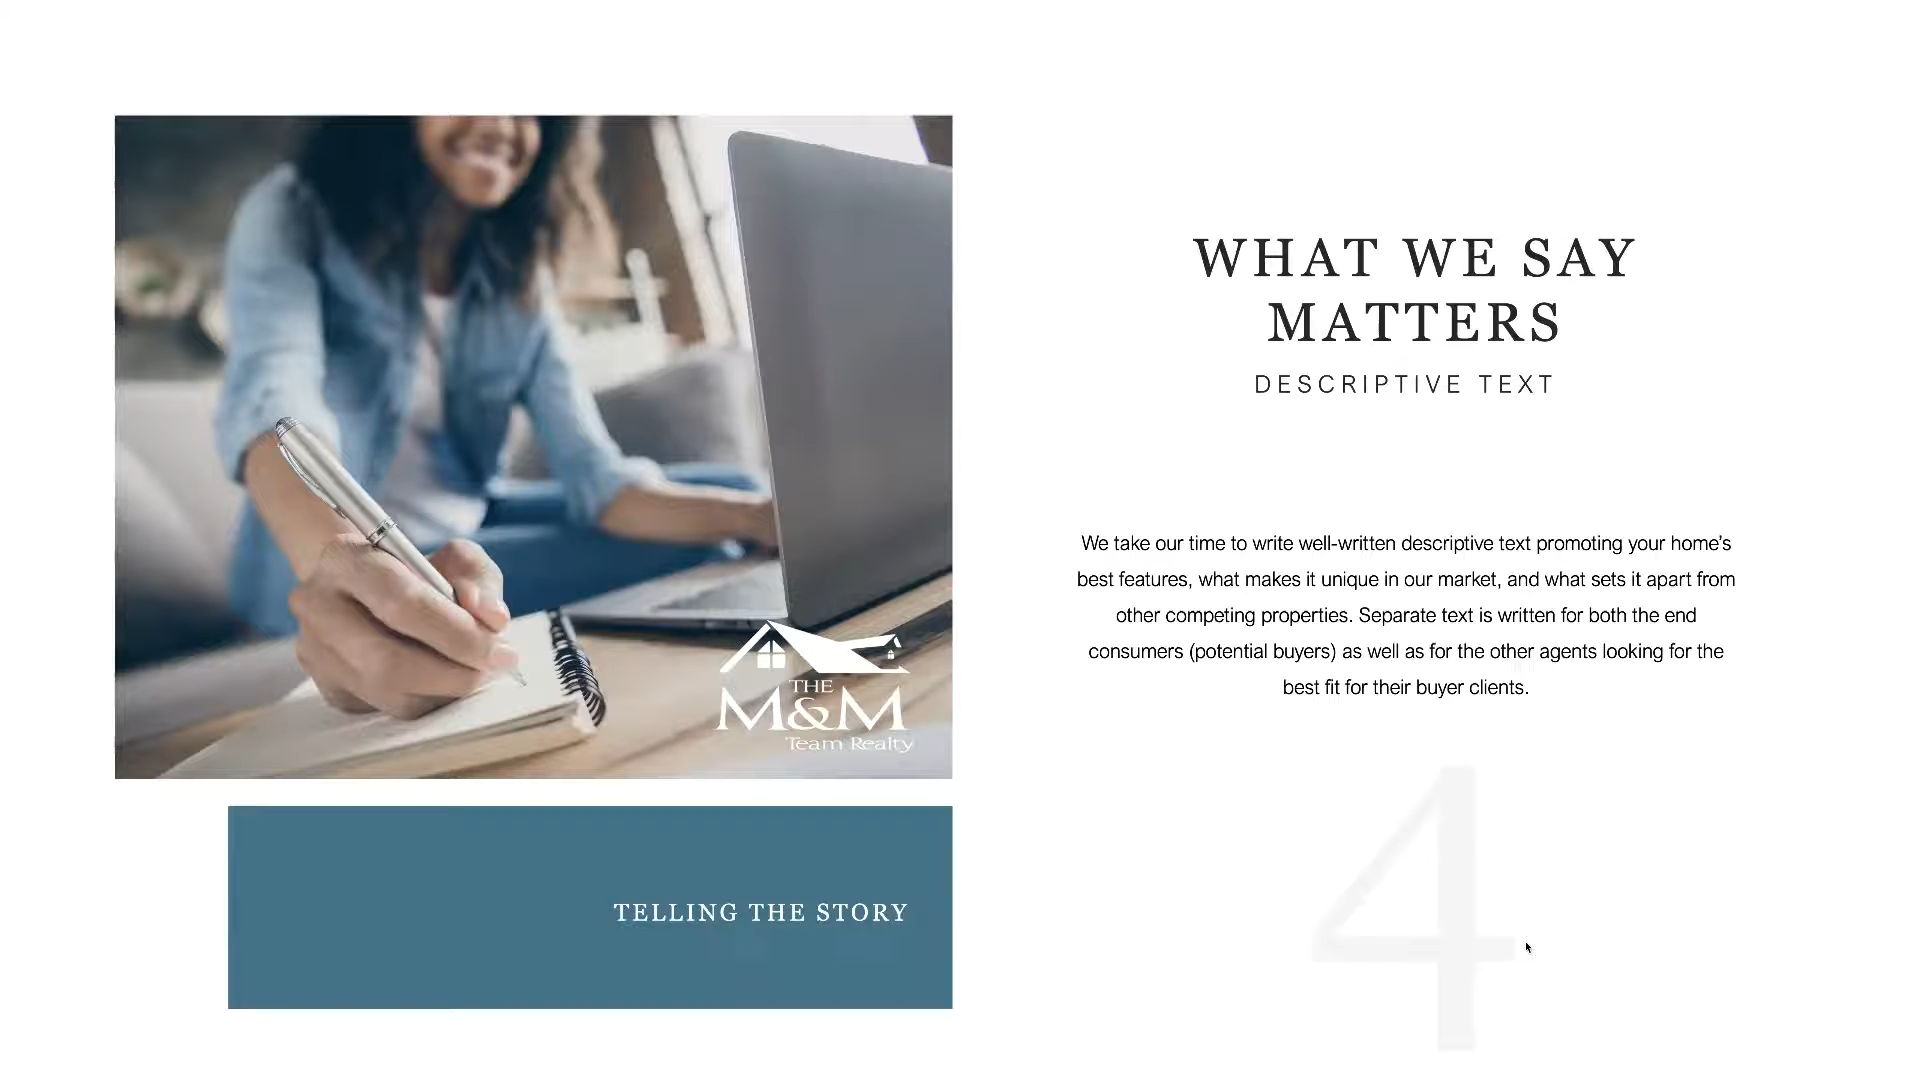 THE
M&M
Team Realty
TELLING THE STORY
WHAT WE SAY
MATTERS
DESCRIPTIVE TEXT
We take our time to write well-written descriptive text promoting your home's
best features, what makes it unique in our market, and what sets it apart from
other competing properties. Separate text is written for both the end
consumers (potential buyers) as well as for the other agents looking for the
best fit for their buyer clients.
4